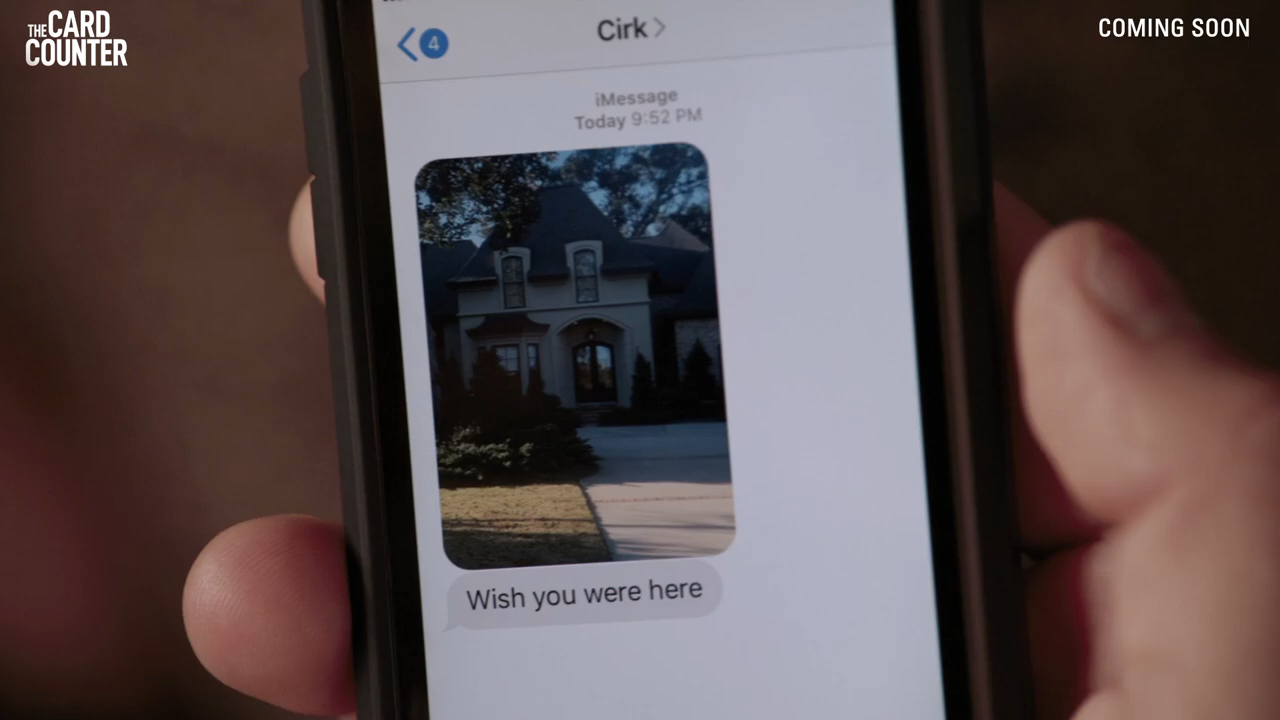 THE CARD
COUNTER
COMING SOON
4
Cirk
iMessage
Today 9:52 PM
Wish you were here